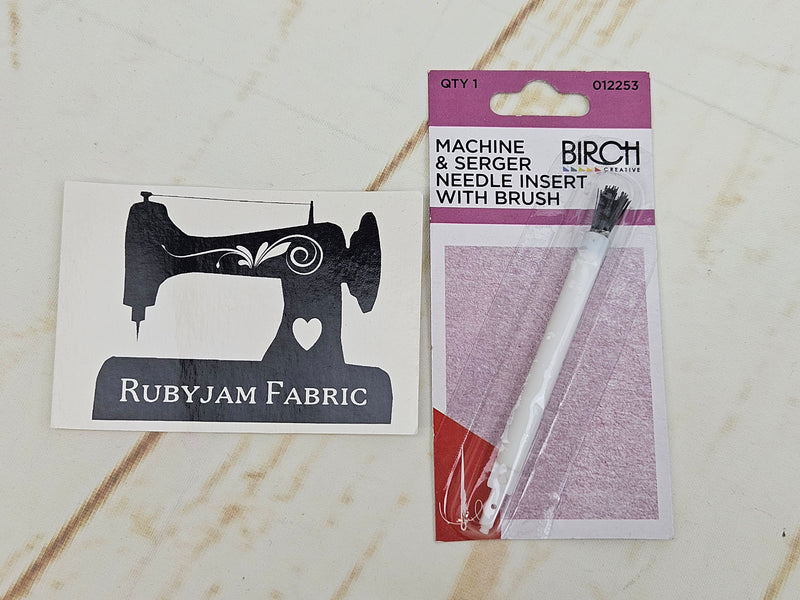 RUBYJAM FABRIC
QTY 1
012253
MACHINE
& SERGER
NEEDLE INSERT
WITH BRUSH
BIRCH
CREATIVE